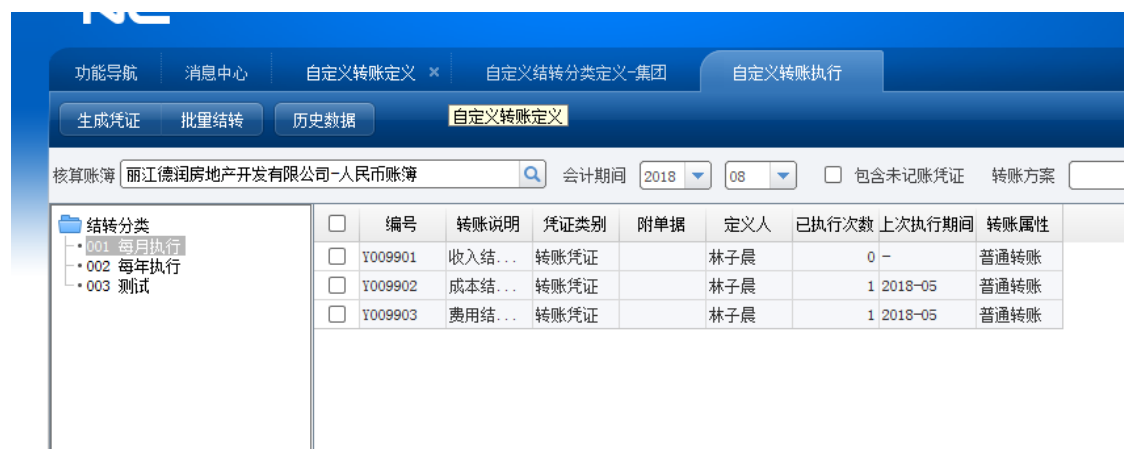 NC
功能导航 消息中心 自定义转账定义 × 自定义结转分类定义-集团 自定义转账执行
生成凭证 批量结转 历史数据 自定义转账定义
核算账簿 丽江德润房地产开发有限公司-人民币账簿 会计期间 2018 08 包含未记账凭证 转账方案
结转分类
001 每月执行
002 每年执行
003 测试
编号 转账说明 凭证类别 附单据 定义人 已执行次数 上次执行期间 转账属性
Y009901 收入结... 转账凭证 林子晨 0 - 普通转账
Y009902 成本结... 转账凭证 林子晨 1 2018-05 普通转账
Y009903 费用结... 转账凭证 林子晨 1 2018-05 普通转账